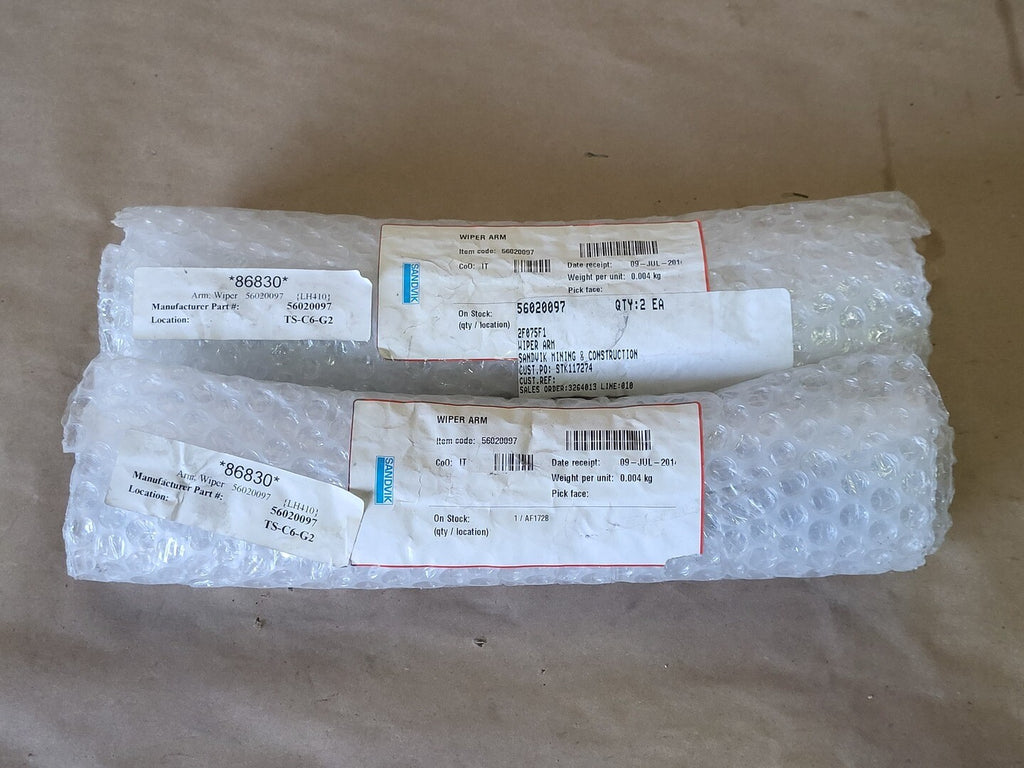 *86830*
Arm: Wiper 56020097 {LH410}
Manufacturer Part #: 56020097
Location: TS-C6-G2
SANDVIK
WIPER ARM
Item code: 56020097
CoO: IT
Date receipt: 09-JUL-201
Weight per unit: 0.004 kg
Pick face:
On Stock:
(qty / location)
56020097 QTY:2 EA
2F075F1
WIPER ARM
SANDVIK MINING & CONSTRUCTION
CUST.PO: STK117274
CUST.REF:
SALES ORDER:3264013 LINE:010
*86830*
Arm: Wiper 56020097 {LH410}
Manufacturer Part #: 56020097
Location: TS-C6-G2
SANDVIK
WIPER ARM
Item code: 56020097
CoO: IT
Date receipt: 09-JUL-201
Weight per unit: 0.004 kg
Pick face:
On Stock: 1 / AF172B
(qty / location)